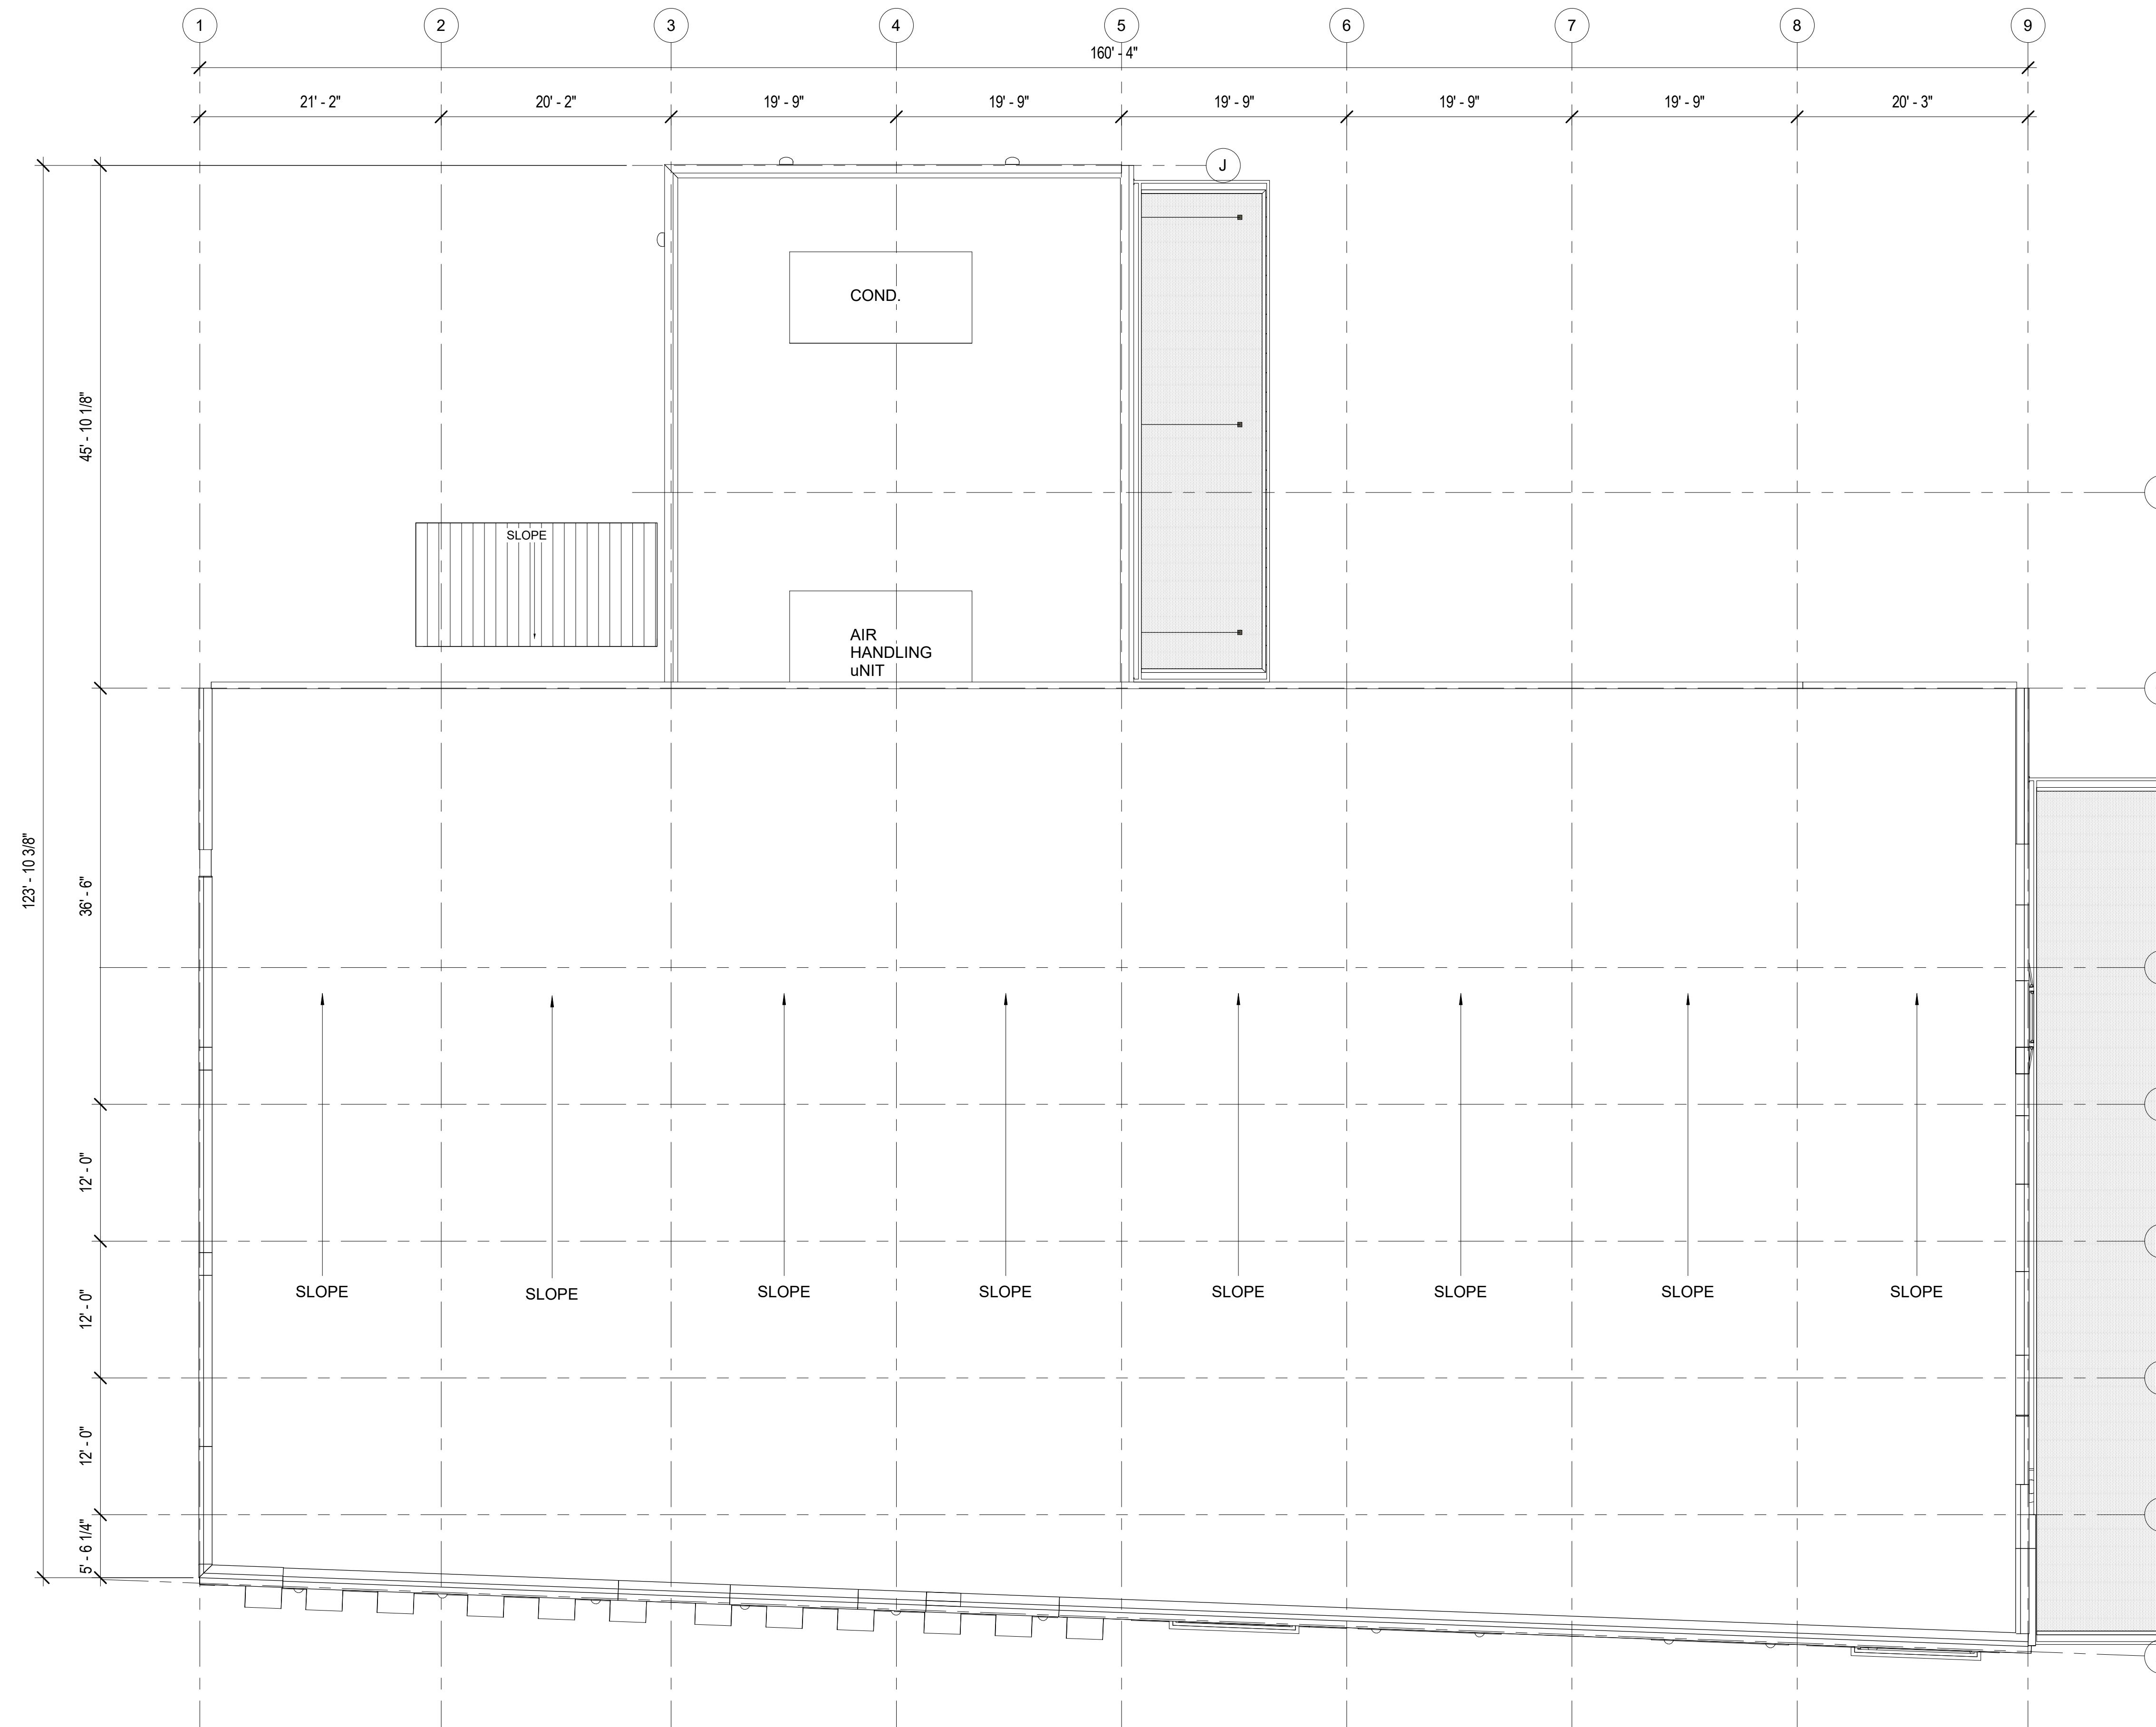 1 2 3 4 5 6 7 8 9
160' - 4"
21' - 2" 20' - 2" 19' - 9" 19' - 9" 19' - 9" 19' - 9" 19' - 9" 20' - 3"
J
COND.
45' - 10 1/8"
SLOPE
AIR
HANDLING
uNIT
123' - 10 3/8"
36' - 6"
12' - 0"
SLOPE SLOPE SLOPE SLOPE SLOPE SLOPE SLOPE SLOPE
12' - 0"
12' - 0"
5' - 6 1/4"